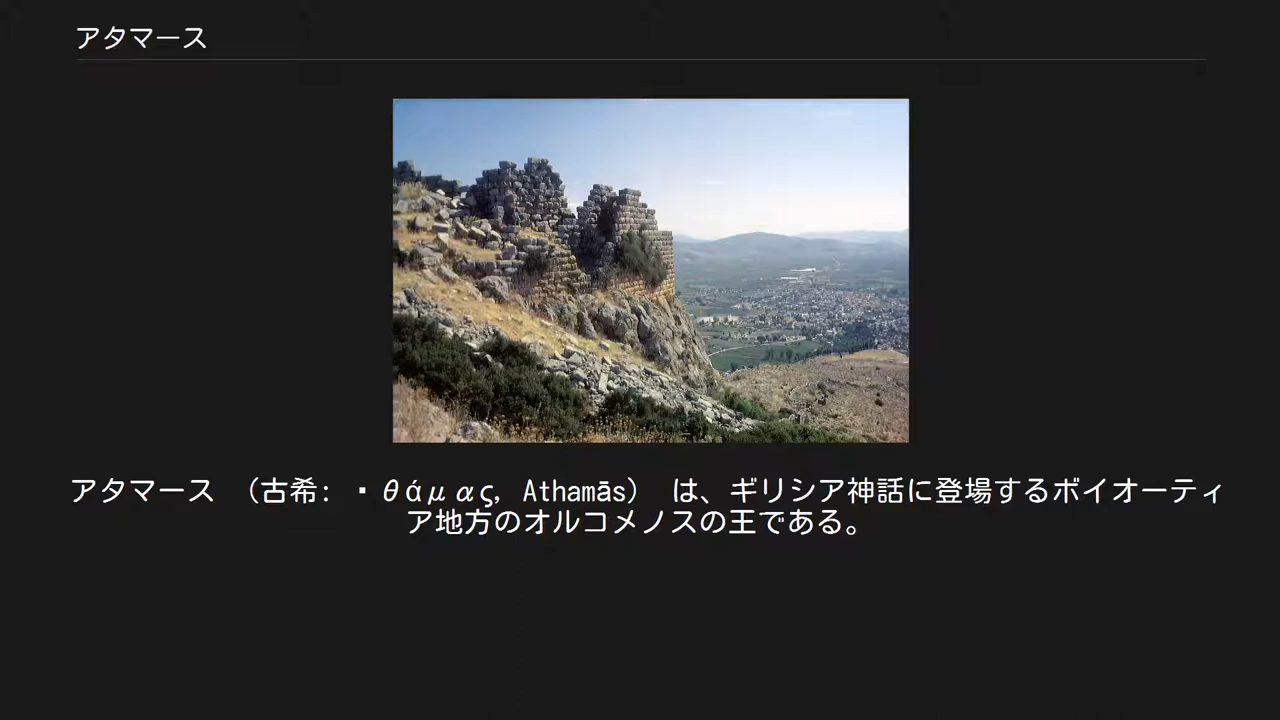 アタマース
アタマース （古希: ▪θάμας, Athamās） は、ギリシア神話に登場するボイオーティ
ア地方のオルコメノスの王である。